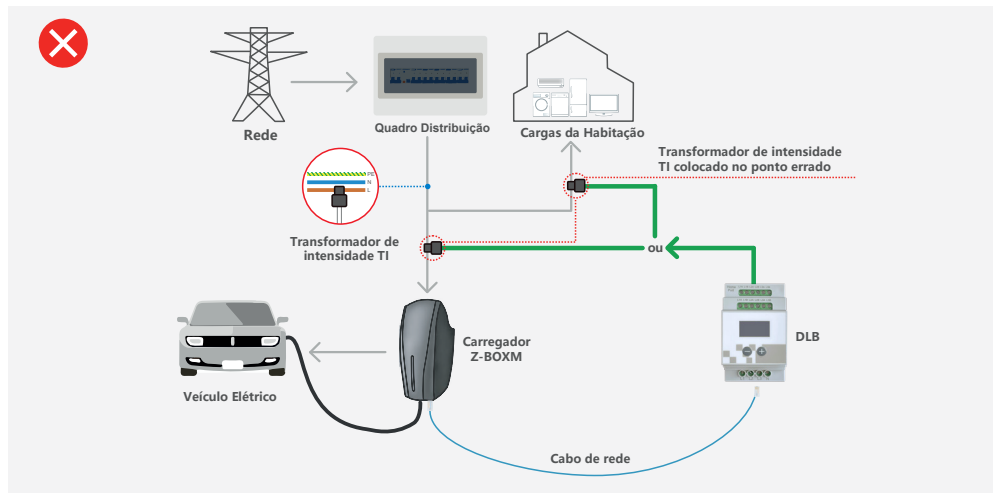 Rede
Quadro Distribuição
Cargas da Habitação
Transformador de intensidade
TI colocado no ponto errado
PE
N
L
Transformador de
intensidade TI
ou
DLB
Carregador
Z-BOXM
Veículo Elétrico
Cabo de rede